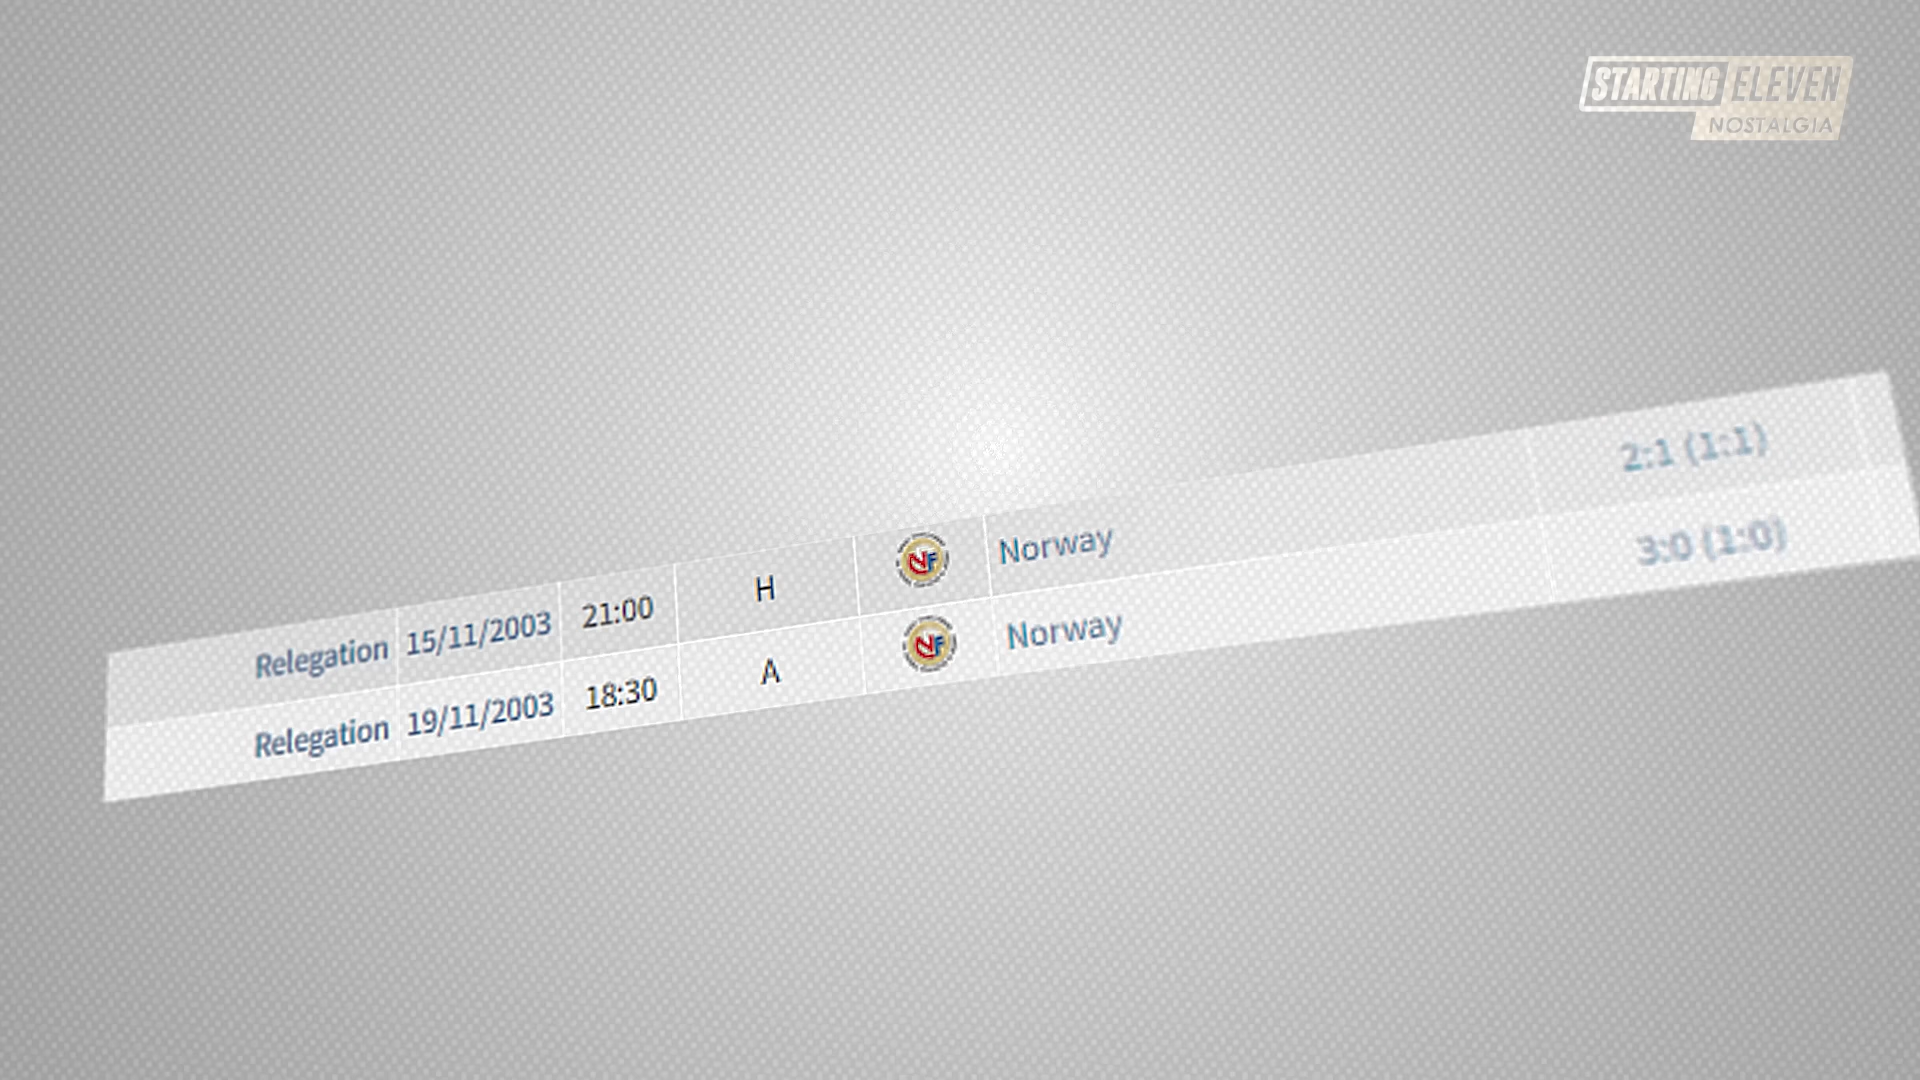 STARTING ELEVEN
NOSTALGIA
Relegation 15/11/2003 21:00 H Norway 2:1 (1:1)
Relegation 19/11/2003 18:30 A Norway 3:0 (1:0)